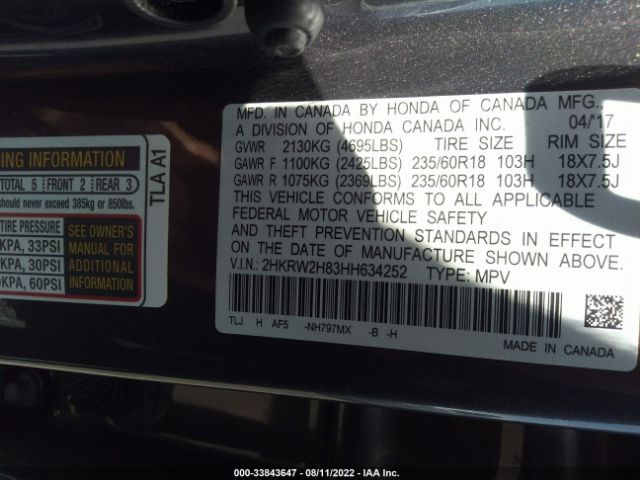 ING INFORMATION
TOTAL 5 FRONT 2 REAR 3
should never exceed 385kg or 850lbs.
TIRE PRESSURE
KPA, 33PSI
KPA, 30PSI
KPA, 60PSI
SEE OWNER'S
MANUAL FOR
ADDITIONAL
INFORMATION
TLA A1
MFD. IN CANADA BY HONDA OF CANADA MFG.,
A DIVISION OF HONDA CANADA INC. 04/'17
GVWR 2130KG (4695LBS) TIRE SIZE RIM SIZE
GAWR F 1100KG (2425LBS) 235/60R18 103H 18X7.5J
GAWR R 1075KG (2369LBS) 235/60R18 103H 18X7.5J
THIS VEHICLE CONFORMS TO ALL APPLICABLE
FEDERAL MOTOR VEHICLE SAFETY
AND THEFT PREVENTION STANDARDS IN EFFECT
ON THE DATE OF MANUFACTURE SHOWN ABOVE.
V.I.N.: 2HKRW2H83HH634252 TYPE: MPV
TLJ H AF5 -NH797MX -B -H
MADE IN CANADA
000-33843647 - 08/11/2022 - IAA Inc.